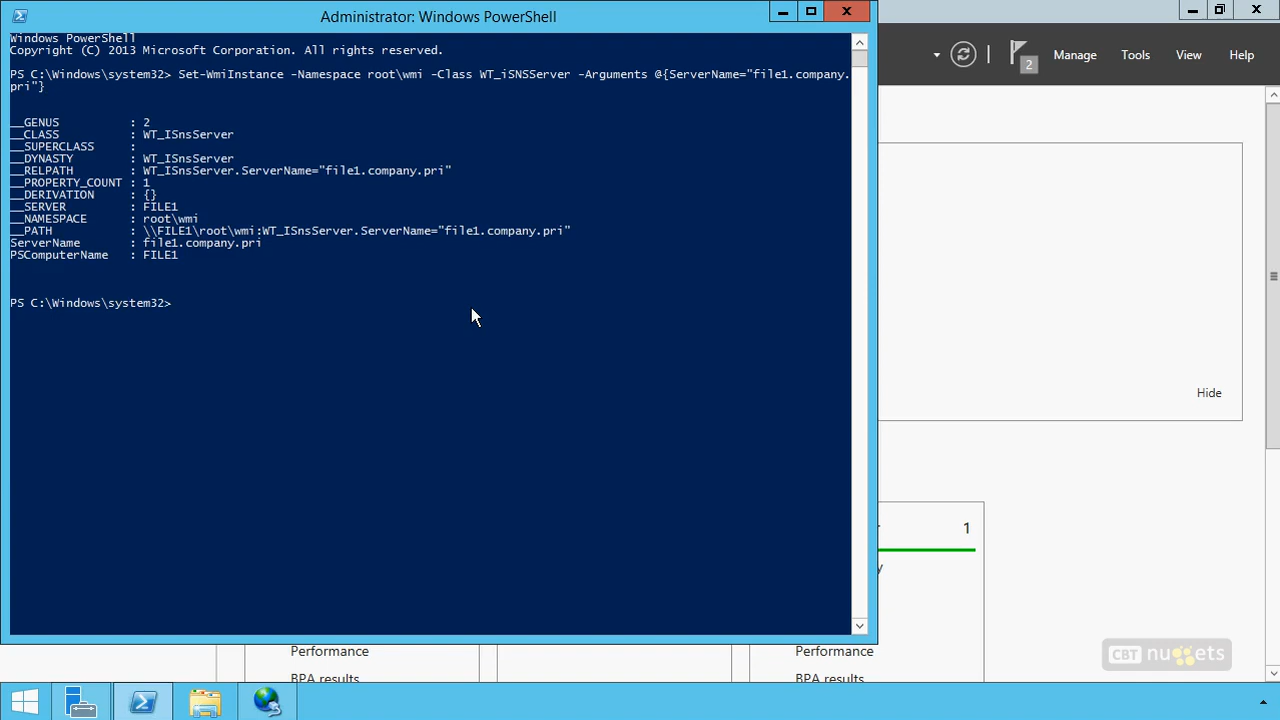 Administrator: Windows PowerShell
Windows PowerShell
Copyright (C) 2013 Microsoft Corporation. All rights reserved.
PS C:\Windows\system32> Set-WmiInstance -Namespace root\wmi -Class WT_iSNSServer -Arguments @{ServerName="file1.company.
pri"}
__GENUS : 2
__CLASS : WT_ISnsServer
__SUPERCLASS :
__DYNASTY : WT_ISnsServer
__RELPATH : WT_ISnsServer.ServerName="file1.company.pri"
__PROPERTY_COUNT : 1
__DERIVATION : {}
__SERVER : FILE1
__NAMESPACE : root\wmi
__PATH : \\FILE1\root\wmi:WT_ISnsServer.ServerName="file1.company.pri"
ServerName : file1.company.pri
PSComputerName : FILE1
PS C:\Windows\system32>
2 Manage Tools View Help
Hide
1
y
Performance Performance
BPA results BPA results
CBT nuggets